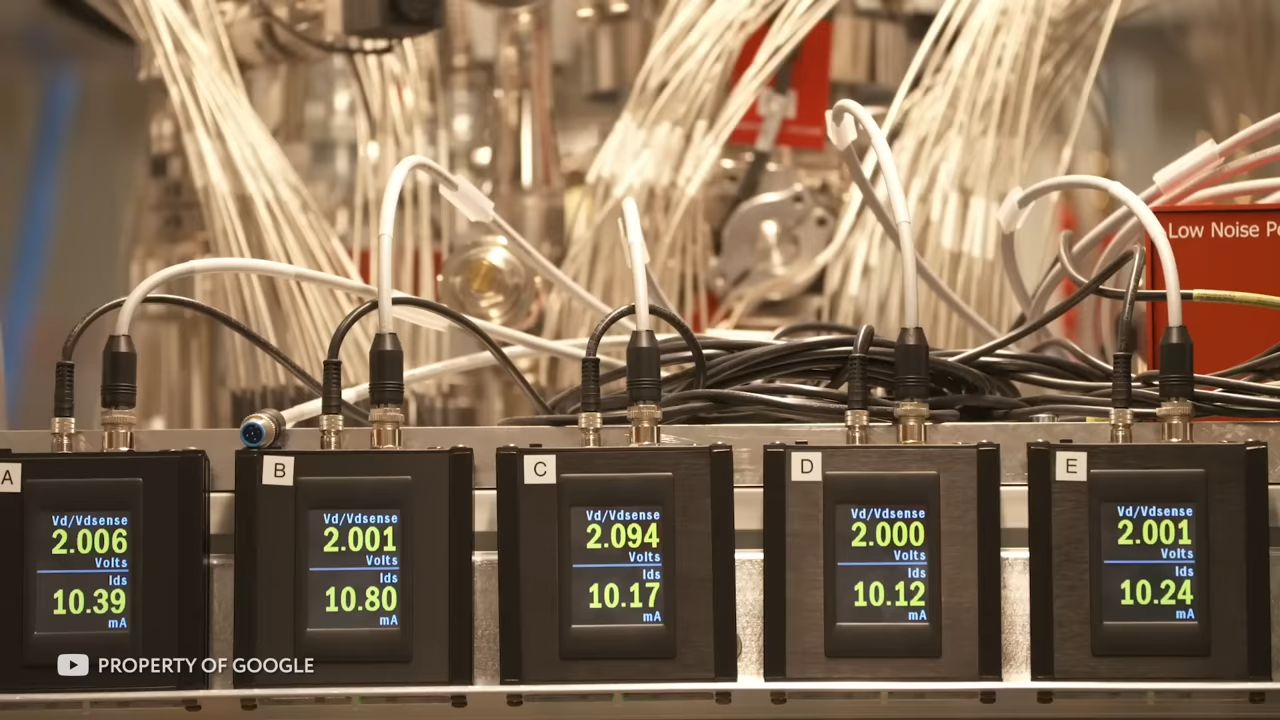 Low Noise
A
Vd/Vdsense
2.006
Volts
Ids
10.39
mA
B
Vd/Vdsense
2.001
Volts
Ids
10.80
mA
C
Vd/Vdsense
2.094
Volts
Ids
10.17
mA
D
Vd/Vdsense
2.000
Volts
Ids
10.12
mA
E
Vd/Vdsense
2.001
Volts
Ids
10.24
mA
PROPERTY OF GOOGLE